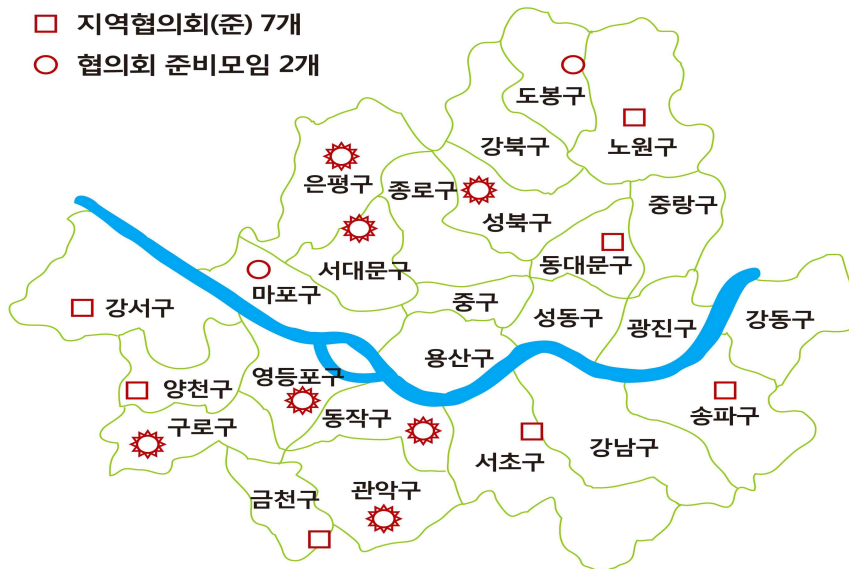 지역협의회(준) 7개
협의회 준비모임 2개
도봉구
강북구
노원구
은평구
종로구
성북구
중랑구
서대문구
동대문구
마포구
강서구
중구
성동구
광진구
강동구
용산구
영등포구
양천구
동작구
송파구
구로구
서초구
강남구
금천구
관악구